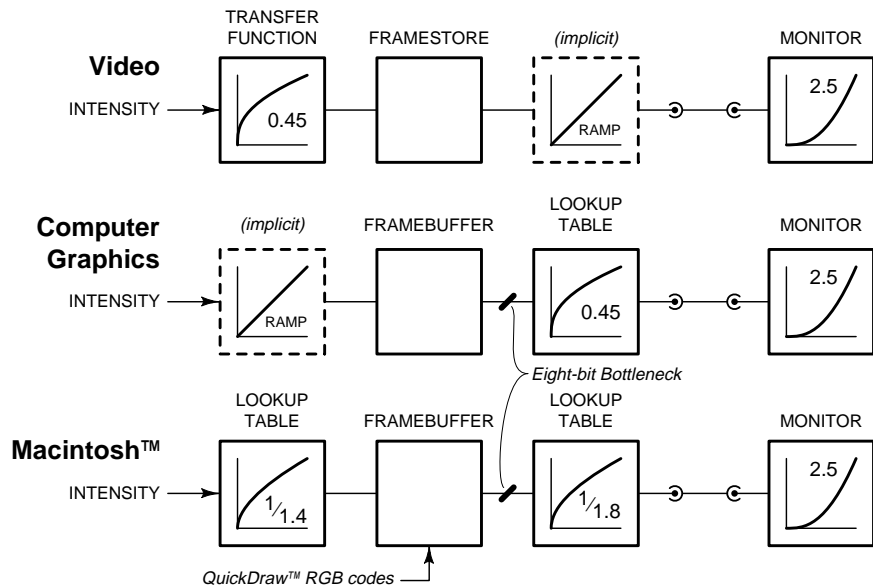 TRANSFER
FUNCTION
FRAMESTORE
(implicit)
MONITOR
Video
INTENSITY
0.45
RAMP
2.5
Computer
Graphics
(implicit)
FRAMEBUFFER
LOOKUP
TABLE
MONITOR
INTENSITY
RAMP
0.45
2.5
Eight-bit Bottleneck
Macintosh™
LOOKUP
TABLE
FRAMEBUFFER
LOOKUP
TABLE
MONITOR
INTENSITY
1/1.4
1/1.8
2.5
QuickDraw™ RGB codes